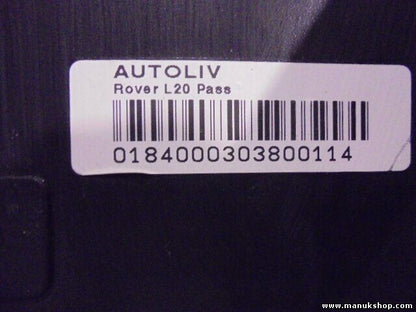 AUTOLIV
Rover L20 Pass
0184000303800114
www.manukshop.com